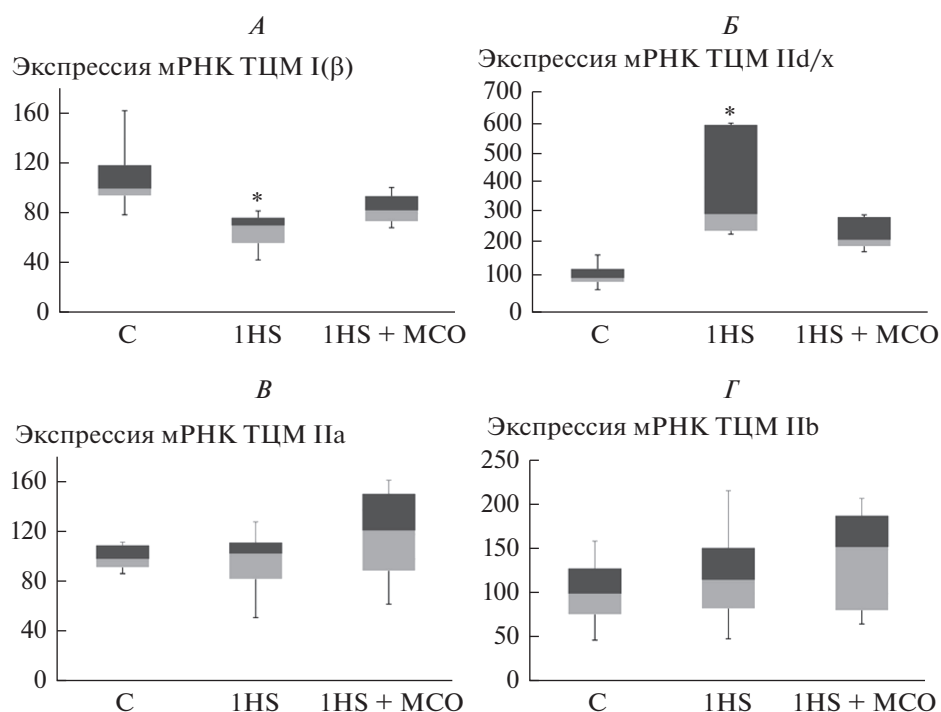 А
Экспрессия мРНК ТЦМ I(β)
160
120
80
40
0
*
C
1HS
1HS + MCO
Б
Экспрессия мРНК ТЦМ IId/x
700
600
500
400
300
200
100
0
*
C
1HS
1HS + MCO
В
Экспрессия мРНК ТЦМ IIa
160
120
80
40
0
C
1HS
1HS + MCO
Г
Экспрессия мРНК ТЦМ IIb
250
200
150
100
50
0
C
1HS
1HS + MCO